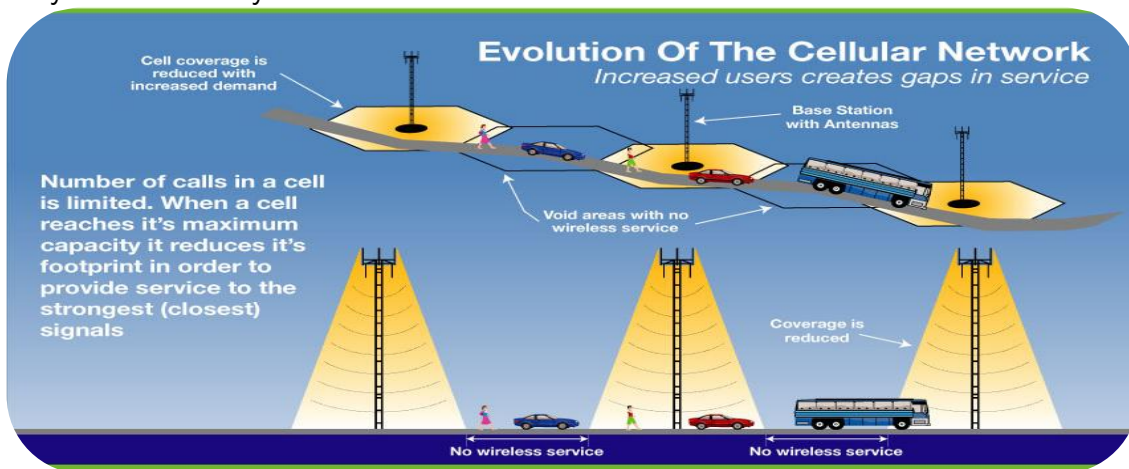 Evolution Of The Cellular Network
Increased users creates gaps in service
Cell coverage is
reduced with
increased demand
Base Station
with Antennas
Number of calls in a cell
is limited. When a cell
reaches it's maximum
capacity it reduces it's
footprint in order to
provide service to the
strongest (closest)
signals
Void areas with no
wireless service
Coverage is
reduced
No wireless service
No wireless service